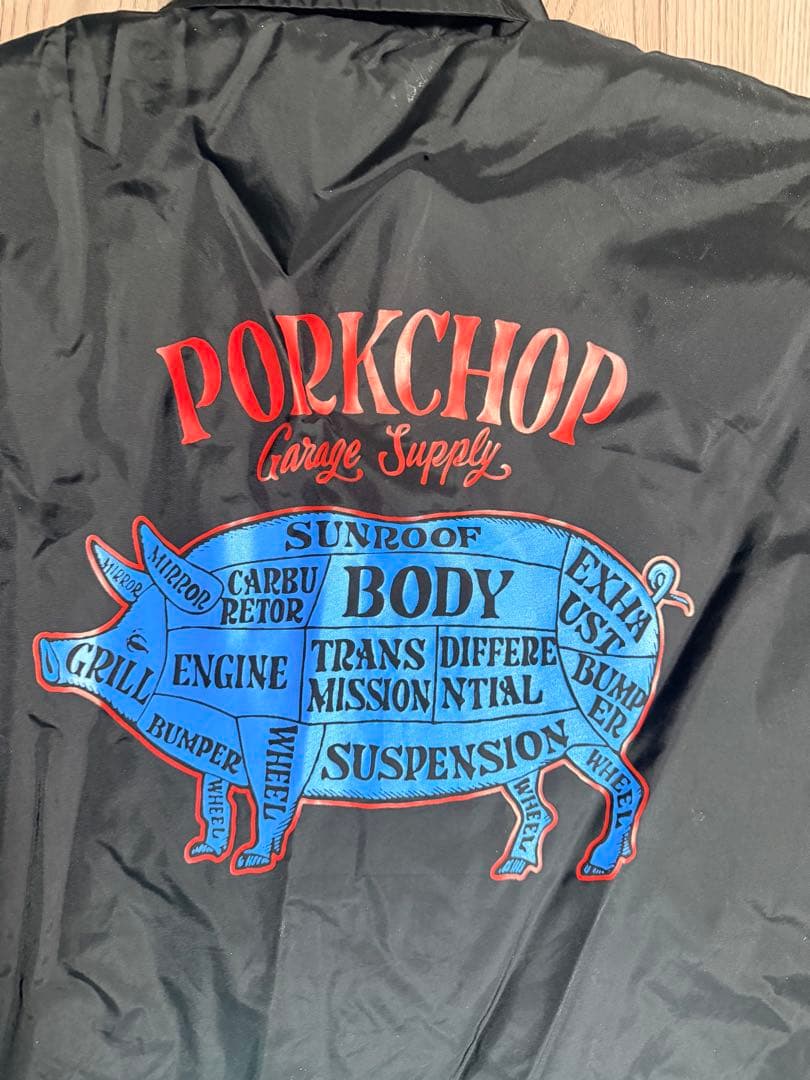 PORKCHOP
Garage Supply
SUNROOF
MIRROR
MIRROR
CARBU
RETOR
BODY
EXHA
UST
GRILL
ENGINE
TRANS
MISSION
DIFFERE
NTIAL
BUMP
ER
BUMPER
WHEEL
SUSPENSION
WHEEL
WHEEL
WHEEL